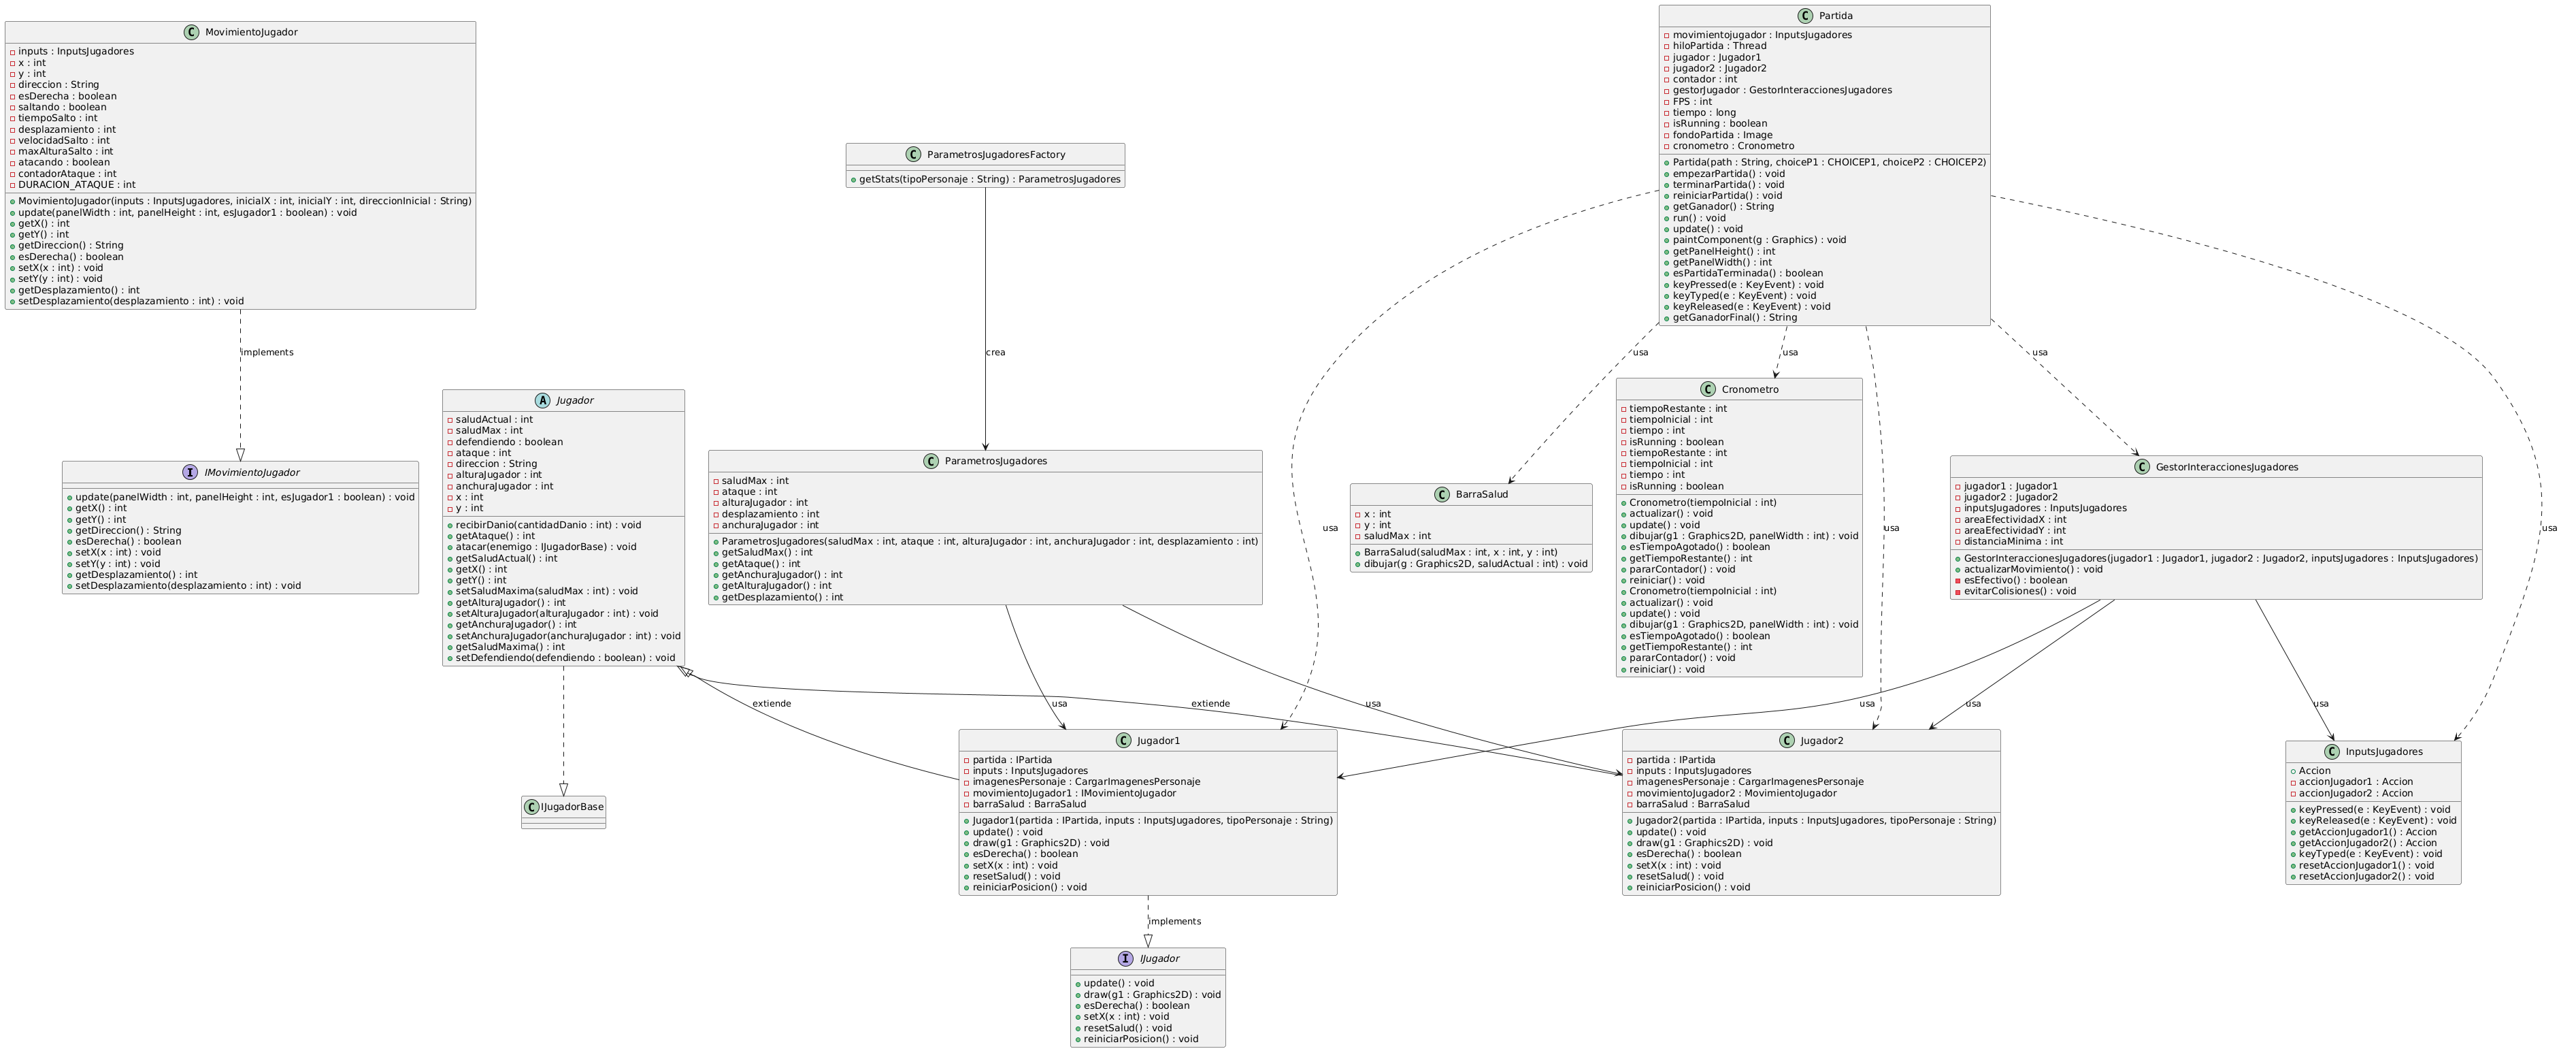 MovimientoJugador
inputs : InputsJugadores
x : int
y : int
direccion : String
esDerecha : boolean
saltando : boolean
tiempoSalto : int
desplazamiento : int
velocidadSalto : int
maxAlturaSalto : int
atacando : boolean
contadorAtaque : int
DURACION_ATAQUE : int
MovimientoJugador(inputs : InputsJugadores, inicialX : int, inicialY : int, direccionInicial : String)
update(panelWidth : int, panelHeight : int, esJugador1 : boolean) : void
getX() : int
getY() : int
getDireccion() : String
esDerecha() : boolean
setX(x : int) : void
setY(y : int) : void
getDesplazamiento() : int
setDesplazamiento(desplazamiento : int) : void
implements
C
I
IMovimientoJugador
update(panelWidth : int, panelHeight : int, esJugador1 : boolean) : void
getX() : int
getY() : int
getDireccion() : String
esDerecha() : boolean
setX(x : int) : void
setY(y : int) : void
getDesplazamiento() : int
setDesplazamiento(desplazamiento : int) : void
A
Jugador
saludActual : int
saludMax : int
defendiendo : boolean
ataque : int
direccion : String
alturaJugador : int
anchuraJugador : int
x : int
y : int
recibirDanio(cantidadDanio : int) : void
getAtaque() : int
atacar(enemigo : IJugadorBase) : void
getSaludActual() : int
getX() : int
getY() : int
setSaludMaxima(saludMax : int) : void
getAlturaJugador() : int
setAlturaJugador(alturaJugador : int) : void
getAnchuraJugador() : int
setAnchuraJugador(anchuraJugador : int) : void
getSaludMaxima() : int
setDefendiendo(defendiendo : boolean) : void
C
IJugadorBase
C
ParametrosJugadoresFactory
getStats(tipoPersonaje : String) : ParametrosJugadores
crea
C
ParametrosJugadores
saludMax : int
ataque : int
alturaJugador : int
desplazamiento : int
anchuraJugador : int
ParametrosJugadores(saludMax : int, ataque : int, alturaJugador : int, anchuraJugador : int, desplazamiento : int)
getSaludMax() : int
getAtaque() : int
getAnchuraJugador() : int
getAlturaJugador() : int
getDesplazamiento() : int
C
Partida
movimientojugador : InputsJugadores
hiloPartida : Thread
jugador : Jugador1
jugador2 : Jugador2
contador : int
gestorJugador : GestorInteraccionesJugadores
FPS : int
tiempo : long
isRunning : boolean
fondoPartida : Image
cronometro : Cronometro
Partida(path : String, choiceP1 : CHOICEP1, choiceP2 : CHOICEP2)
empezarPartida() : void
terminarPartida() : void
reiniciarPartida() : void
getGanador() : String
run() : void
update() : void
paintComponent(g : Graphics) : void
getPanelHeight() : int
getPanelWidth() : int
esPartidaTerminada() : boolean
keyPressed(e : KeyEvent) : void
keyTyped(e : KeyEvent) : void
keyReleased(e : KeyEvent) : void
getGanadorFinal() : String
usa
usa
usa
C
BarraSalud
x : int
y : int
saludMax : int
BarraSalud(saludMax : int, x : int, y : int)
dibujar(g : Graphics2D, saludActual : int) : void
C
Cronometro
tiempoRestante : int
tiempoInicial : int
tiempo : int
isRunning : boolean
tiempoRestante : int
tiempoInicial : int
tiempo : int
isRunning : boolean
Cronometro(tiempoInicial : int)
actualizar() : void
update() : void
dibujar(g1 : Graphics2D, panelWidth : int) : void
esTiempoAgotado() : boolean
getTiempoRestante() : int
pararContador() : void
reiniciar() : void
Cronometro(tiempoInicial : int)
actualizar() : void
update() : void
dibujar(g1 : Graphics2D, panelWidth : int) : void
esTiempoAgotado() : boolean
getTiempoRestante() : int
pararContador() : void
reiniciar() : void
C
GestorInteraccionesJugadores
jugador1 : Jugador1
jugador2 : Jugador2
inputsJugadores : InputsJugadores
areaEfectividadX : int
areaEfectividadY : int
distanciaMinima : int
GestorInteraccionesJugadores(jugador1 : Jugador1, jugador2 : Jugador2, inputsJugadores : InputsJugadores)
actualizarMovimiento() : void
esEfectivo() : boolean
evitarColisiones() : void
usa
usa
usa
extiende
extiende
usa
usa
usa
usa
usa
C
Jugador1
partida : IPartida
inputs : InputsJugadores
imagenesPersonaje : CargarImagenesPersonaje
movimientoJugador1 : IMovimientoJugador
barraSalud : BarraSalud
Jugador1(partida : IPartida, inputs : InputsJugadores, tipoPersonaje : String)
update() : void
draw(g1 : Graphics2D) : void
esDerecha() : boolean
setX(x : int) : void
resetSalud() : void
reiniciarPosicion() : void
C
Jugador2
partida : IPartida
inputs : InputsJugadores
imagenesPersonaje : CargarImagenesPersonaje
movimientoJugador2 : MovimientoJugador
barraSalud : BarraSalud
Jugador2(partida : IPartida, inputs : InputsJugadores, tipoPersonaje : String)
update() : void
draw(g1 : Graphics2D) : void
esDerecha() : boolean
setX(x : int) : void
resetSalud() : void
reiniciarPosicion() : void
C
InputsJugadores
Accion
accionJugador1 : Accion
accionJugador2 : Accion
keyPressed(e : KeyEvent) : void
keyReleased(e : KeyEvent) : void
getAccionJugador1() : Accion
getAccionJugador2() : Accion
keyTyped(e : KeyEvent) : void
resetAccionJugador1() : void
resetAccionJugador2() : void
implements
I
IJugador
update() : void
draw(g1 : Graphics2D) : void
esDerecha() : boolean
setX(x : int) : void
resetSalud() : void
reiniciarPosicion() : void